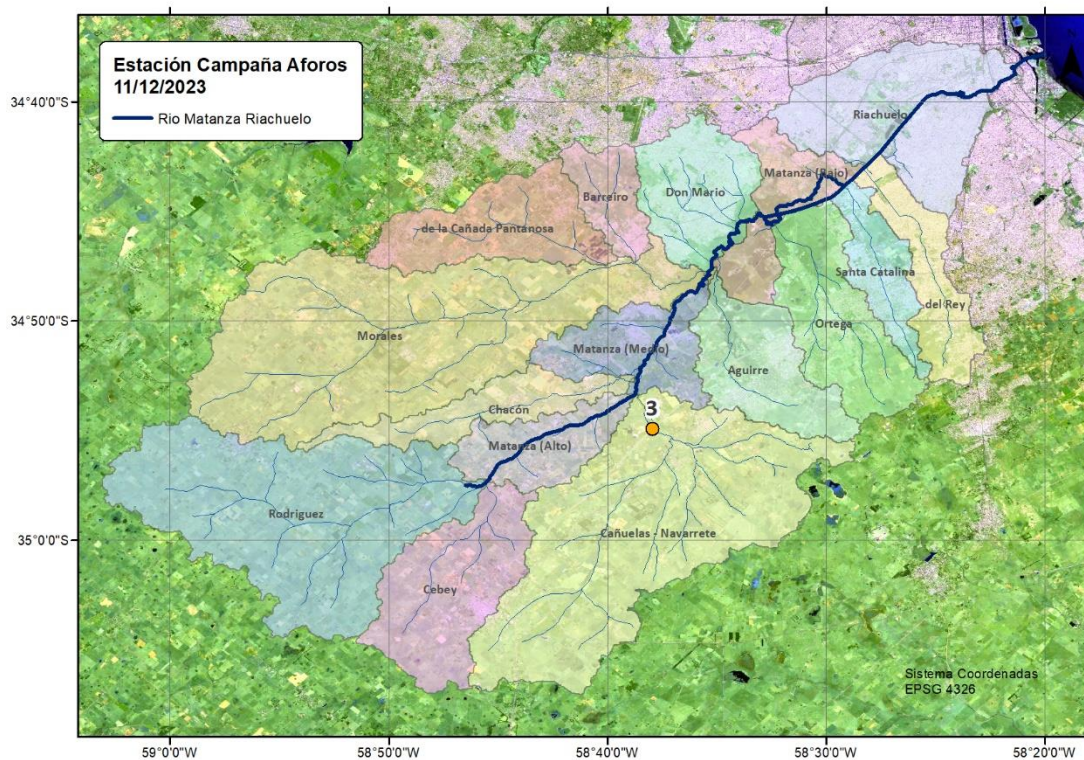 Estación Campaña Aforos
11/12/2023
Rio Matanza Riachuelo
34°40'0"S
34°50'0"S
35°0'0"S
Riachuelo
Matanza (Bajo)
Don Mario
Barreiro
de la Cañada Pantanosa
Santa Catalina
del Rey
Ortega
Morales
Matanza (Medio)
Aguirre
Chacón
3
Matanza (Alto)
Rodriguez
Cañuelas - Navarrete
Cebey
Sistema Coordenadas
EPSG 4326
59°0'0"W
58°50'0"W
58°40'0"W
58°30'0"W
58°20'0"W